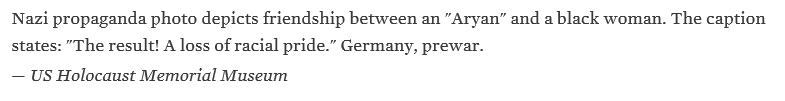 Nazi propaganda photo depicts friendship between an "Aryan" and a black woman. The caption
states: "The result! A loss of racial pride." Germany, prewar.
— US Holocaust Memorial Museum